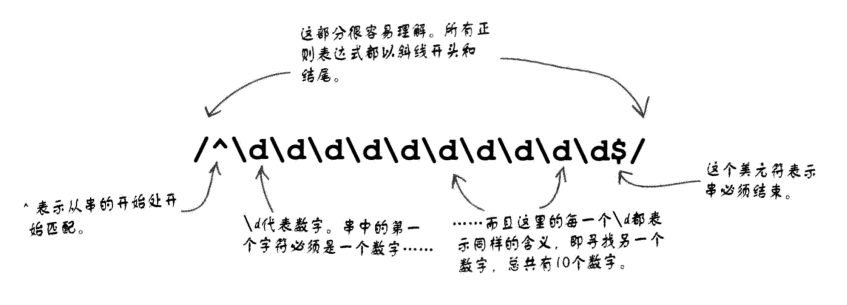 这部分很容易理解。所有正
则表达式都以斜线开头和
结尾。
/^\d\d\d\d\d\d\d\d\d\d$/
^ 表示从串的开始处开
始匹配。
\d代表数字。串中的第一
个字符必须是一个数字……
……而且这里的每一个\d都表
示同样的含义，即寻找另一个
数字，总共有10个数字。
这个美元符表示
串必须结束。